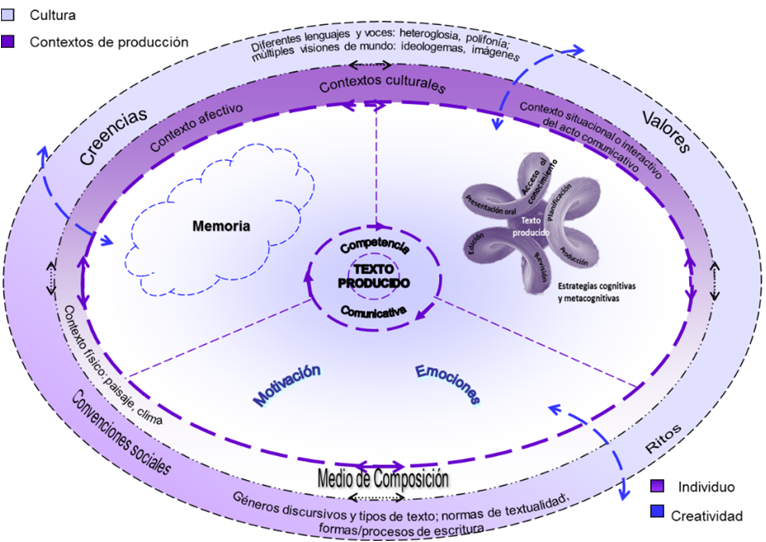 Cultura
Contextos de producción
Diferentes lenguajes y voces: heteroglosia, polifonía;
múltiples visiones de mundo: ideologemas, imágenes
Contextos culturales
Creencias
Contexto afectivo
Contexto situacional o interactivo
del acto comunicativo
Valores
Memoria
Acceso al
conocimiento
Planificación
Producción
Revisión
Edición
Presentación oral
Texto
producido
Estrategias cognitivas
y metacognitivas
Competencia
TEXTO
PRODUCIDO
Comunicativa
Motivación
Emociones
Contexto físico: paisaje, clima
Convenciones sociales
Ritos
Medio de Composición
Géneros discursivos y tipos de texto; normas de textualidad,
formas/procesos de escritura
Individuo
Creatividad